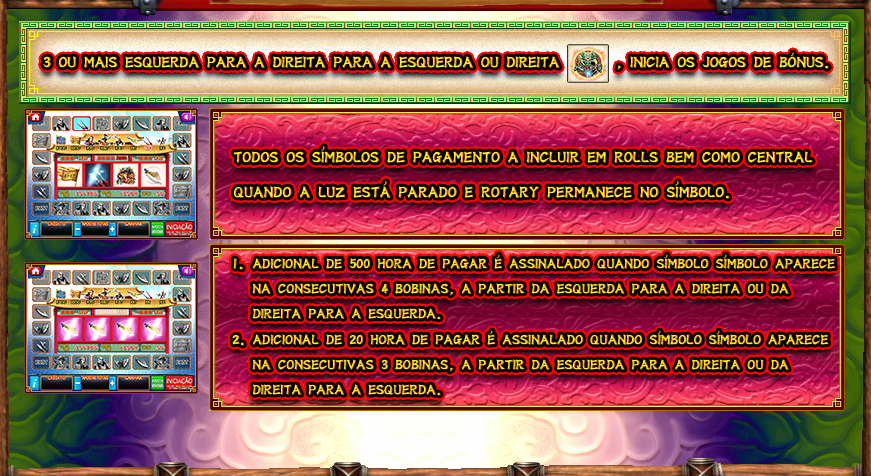 3 OU MAIS ESQUERDA PARA A DIREITA PARA A ESQUERDA OU DIREITA , INICIA OS JOGOS DE BÔNUS.
TODOS OS SÍMBOLOS DE PAGAMENTO A INCLUIR EM ROLLS BEM COMO CENTRAL
QUANDO A LUZ ESTÁ PARADO E ROTARY PERMANECE NO SÍMBOLO.
INICIAÇÃO
1. ADICIONAL DE 500 HORA DE PAGAR É ASSINALADO QUANDO SÍMBOLO SÍMBOLO APARECE
NA CONSECUTIVAS 4 BOBINAS, A PARTIR DA ESQUERDA PARA A DIREITA OU DA
DIREITA PARA A ESQUERDA.
2. ADICIONAL DE 20 HORA DE PAGAR É ASSINALADO QUANDO SÍMBOLO SÍMBOLO APARECE
NA CONSECUTIVAS 3 BOBINAS, A PARTIR DA ESQUERDA PARA A DIREITA OU DA
DIREITA PARA A ESQUERDA.
INICIAÇÃO